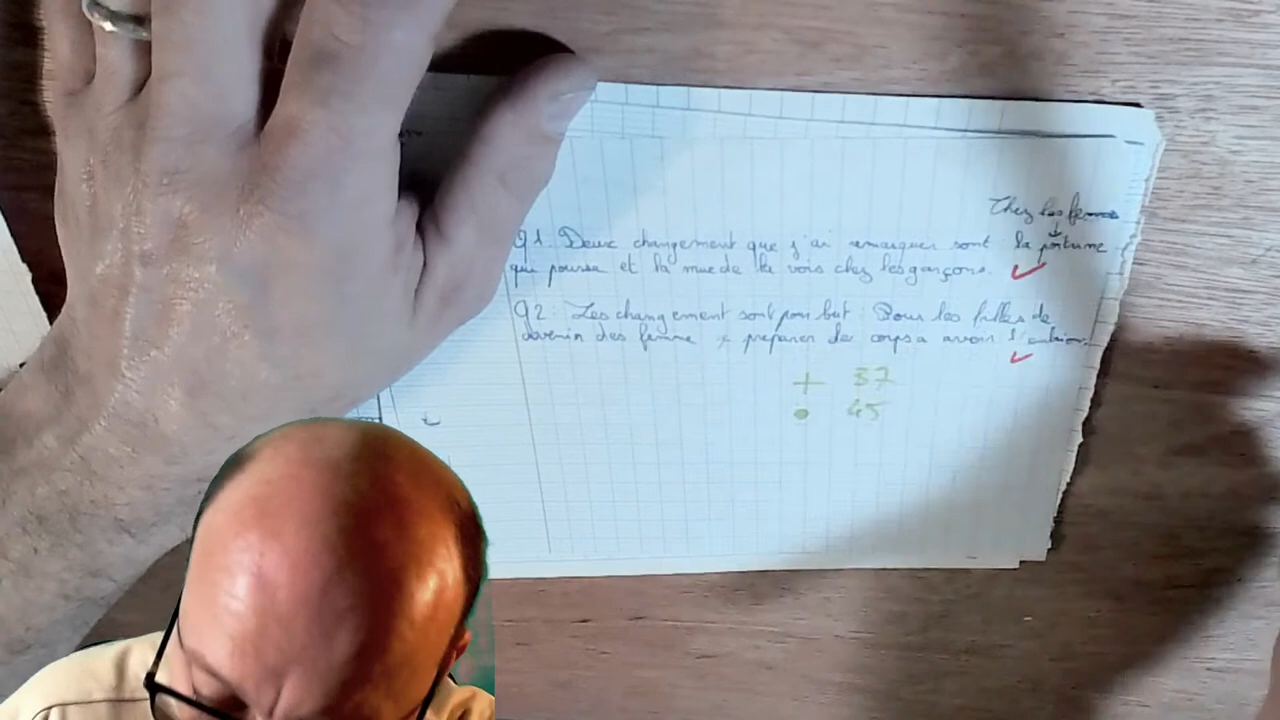 Chez les femmes
Q1. Deux changement que j'ai remarquer sont : la poitrine
qui pousse et la mue de la voix chez les garçons.
Q2 : Les changement sont pour but : Pour les filles de
devenir des femme préparer le corps a avoir
+ 37
• 45